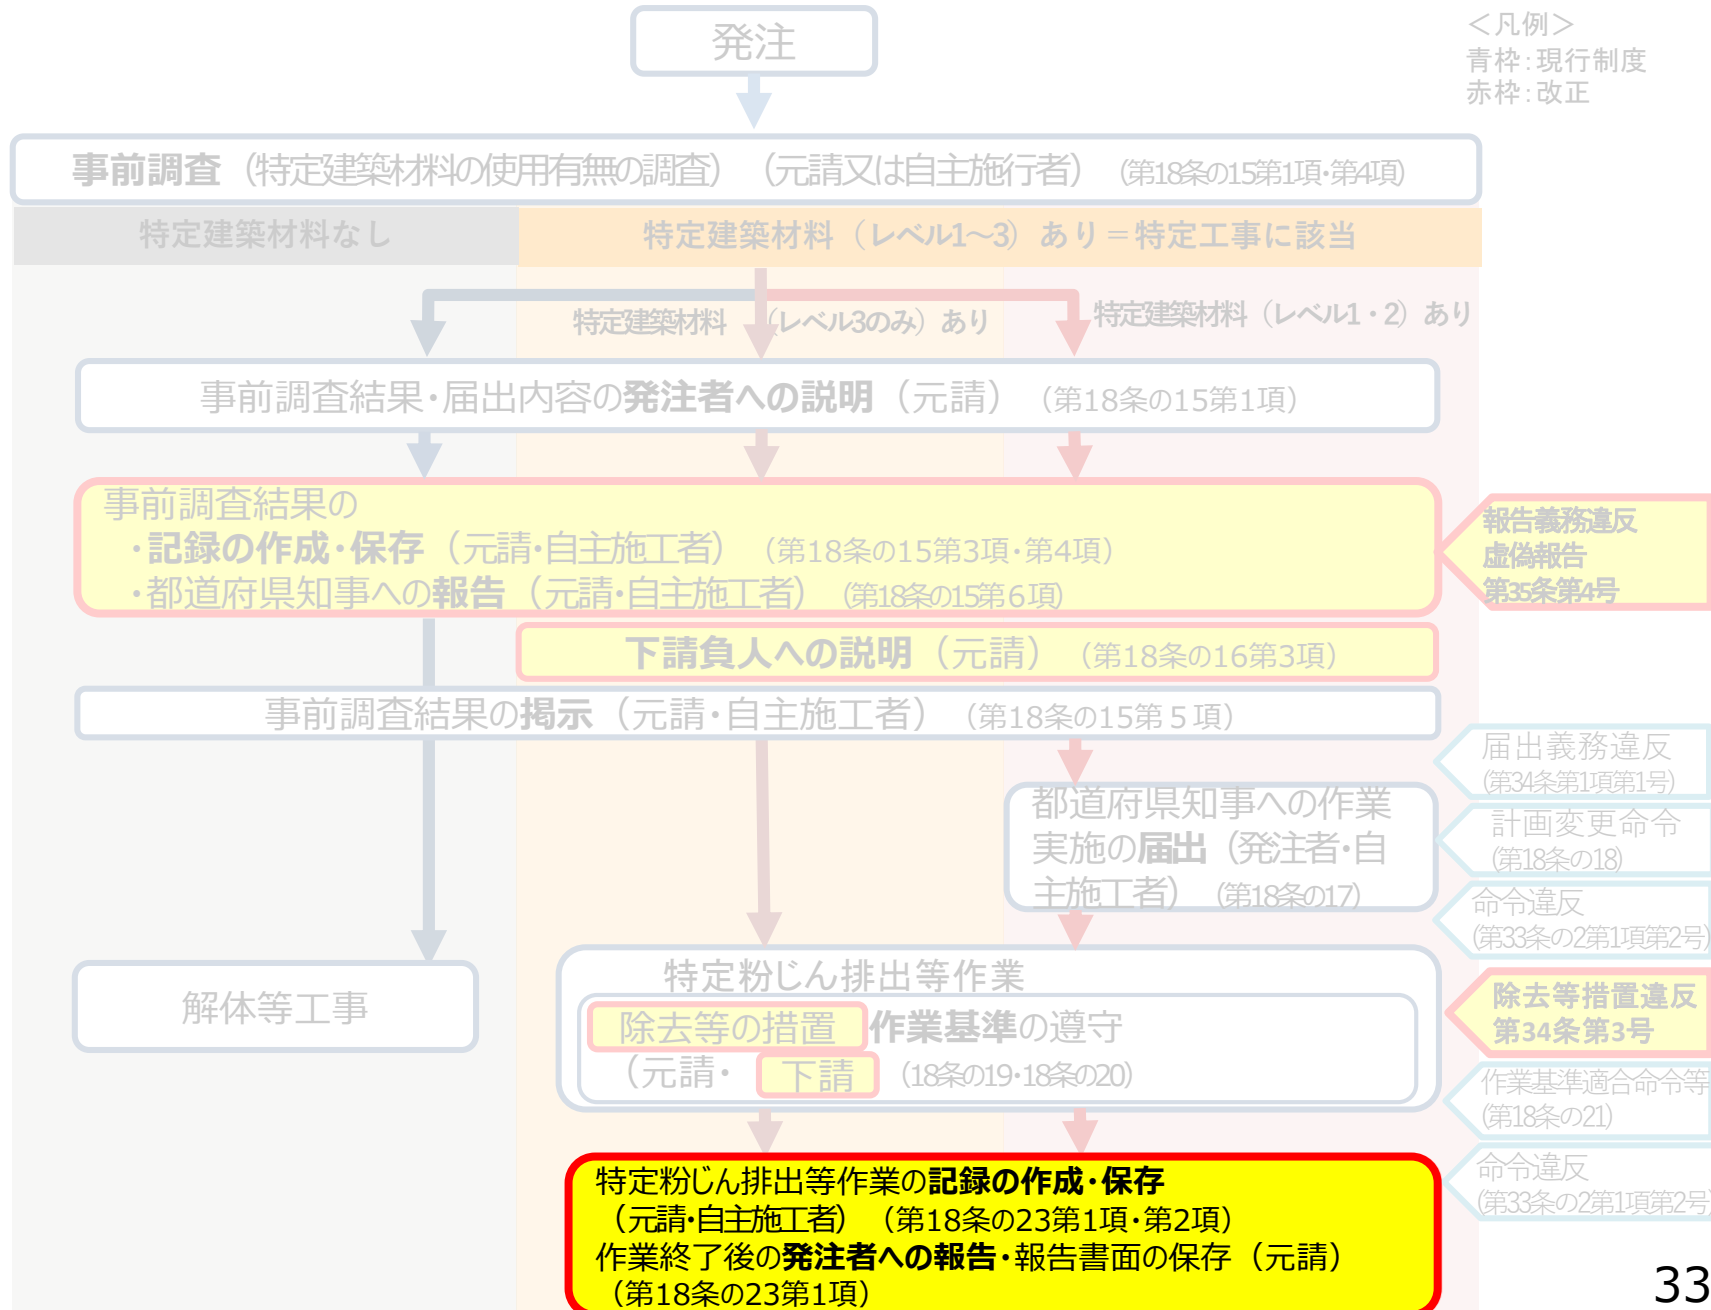 発注
＜凡例＞
青枠：現行制度
赤枠：改正
事前調査（特定建築材料の使用有無の調査）（元請又は自主施行者）（第18条の15第1項・第4項）
特定建築材料なし
特定建築材料（レベル1～3）あり＝特定工事に該当
特定建築材料　（レベル3のみ）あり
特定建築材料（レベル1・2）あり
事前調査結果・届出内容の発注者への説明（元請）（第18条の15第1項）
事前調査結果の
・記録の作成・保存（元請・自主施工者）（第18条の15第3項・第4項）
・都道府県知事への報告（元請・自主施工者）（第18条の15第６項）
報告義務違反
虚偽報告
第35条第4号
下請負人への説明（元請）（第18条の16第3項）
事前調査結果の掲示（元請・自主施工者）（第18条の15第５項）
届出義務違反
(第34条第1項第1号)
都道府県知事への作業
実施の届出（発注者・自
主施工者）（第18条の17）
計画変更命令
(第18条の18)
命令違反
(第33条の2第1項第2号)
解体等工事
特定粉じん排出等作業
除去等の措置 作業基準の遵守
（元請・ 下請 （18条の19・18条の20）
除去等措置違反
第34条第3号
作業基準適合命令等
(第18条の21)
命令違反
(第33条の2第1項第2号)
特定粉じん排出等作業の記録の作成・保存
（元請・自主施工者）（第18条の23第1項・第2項）
作業終了後の発注者への報告・報告書面の保存（元請）
（第18条の23第1項）
33